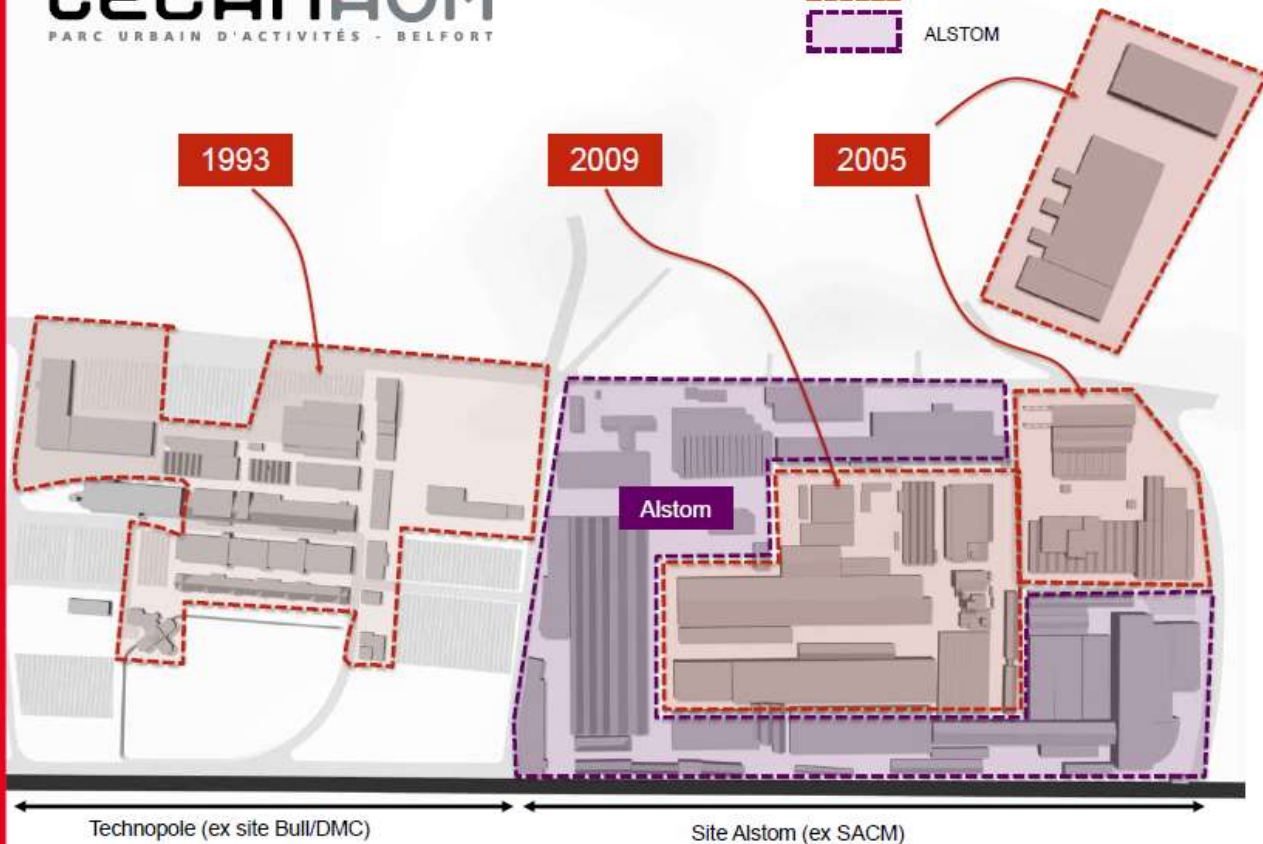 PARC URBAIN D'ACTIVITÉS - BELFORT
ALSTOM
1993
2009
2005
Alstom
Technopole (ex site Bull/DMC)
Site Alstom (ex SACM)